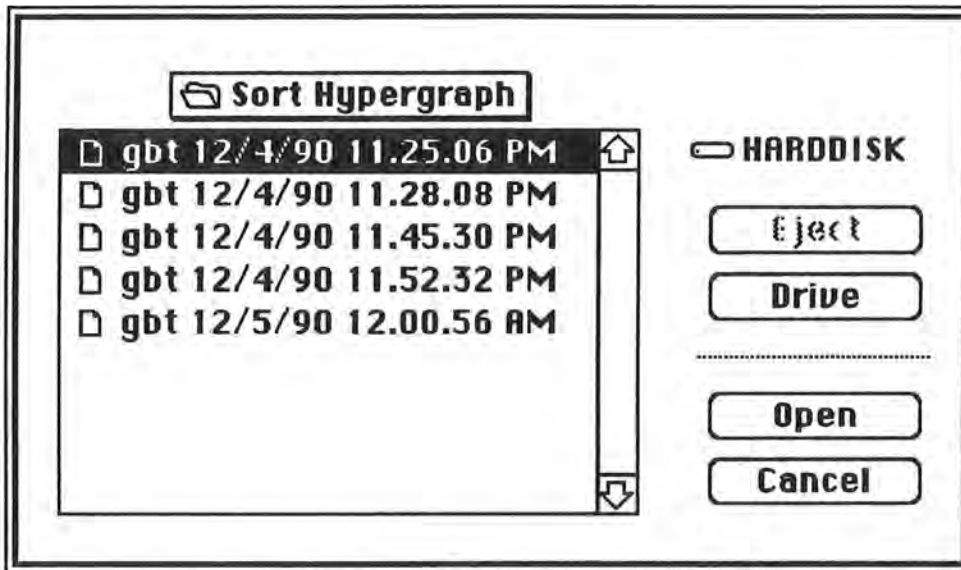 Sort Hypergraph
gbt 12/4/90 11.25.06 PM
gbt 12/4/90 11.28.08 PM
gbt 12/4/90 11.45.30 PM
gbt 12/4/90 11.52.32 PM
gbt 12/5/90 12.00.56 AM
HARDDISK
Eject
Drive
Open
Cancel